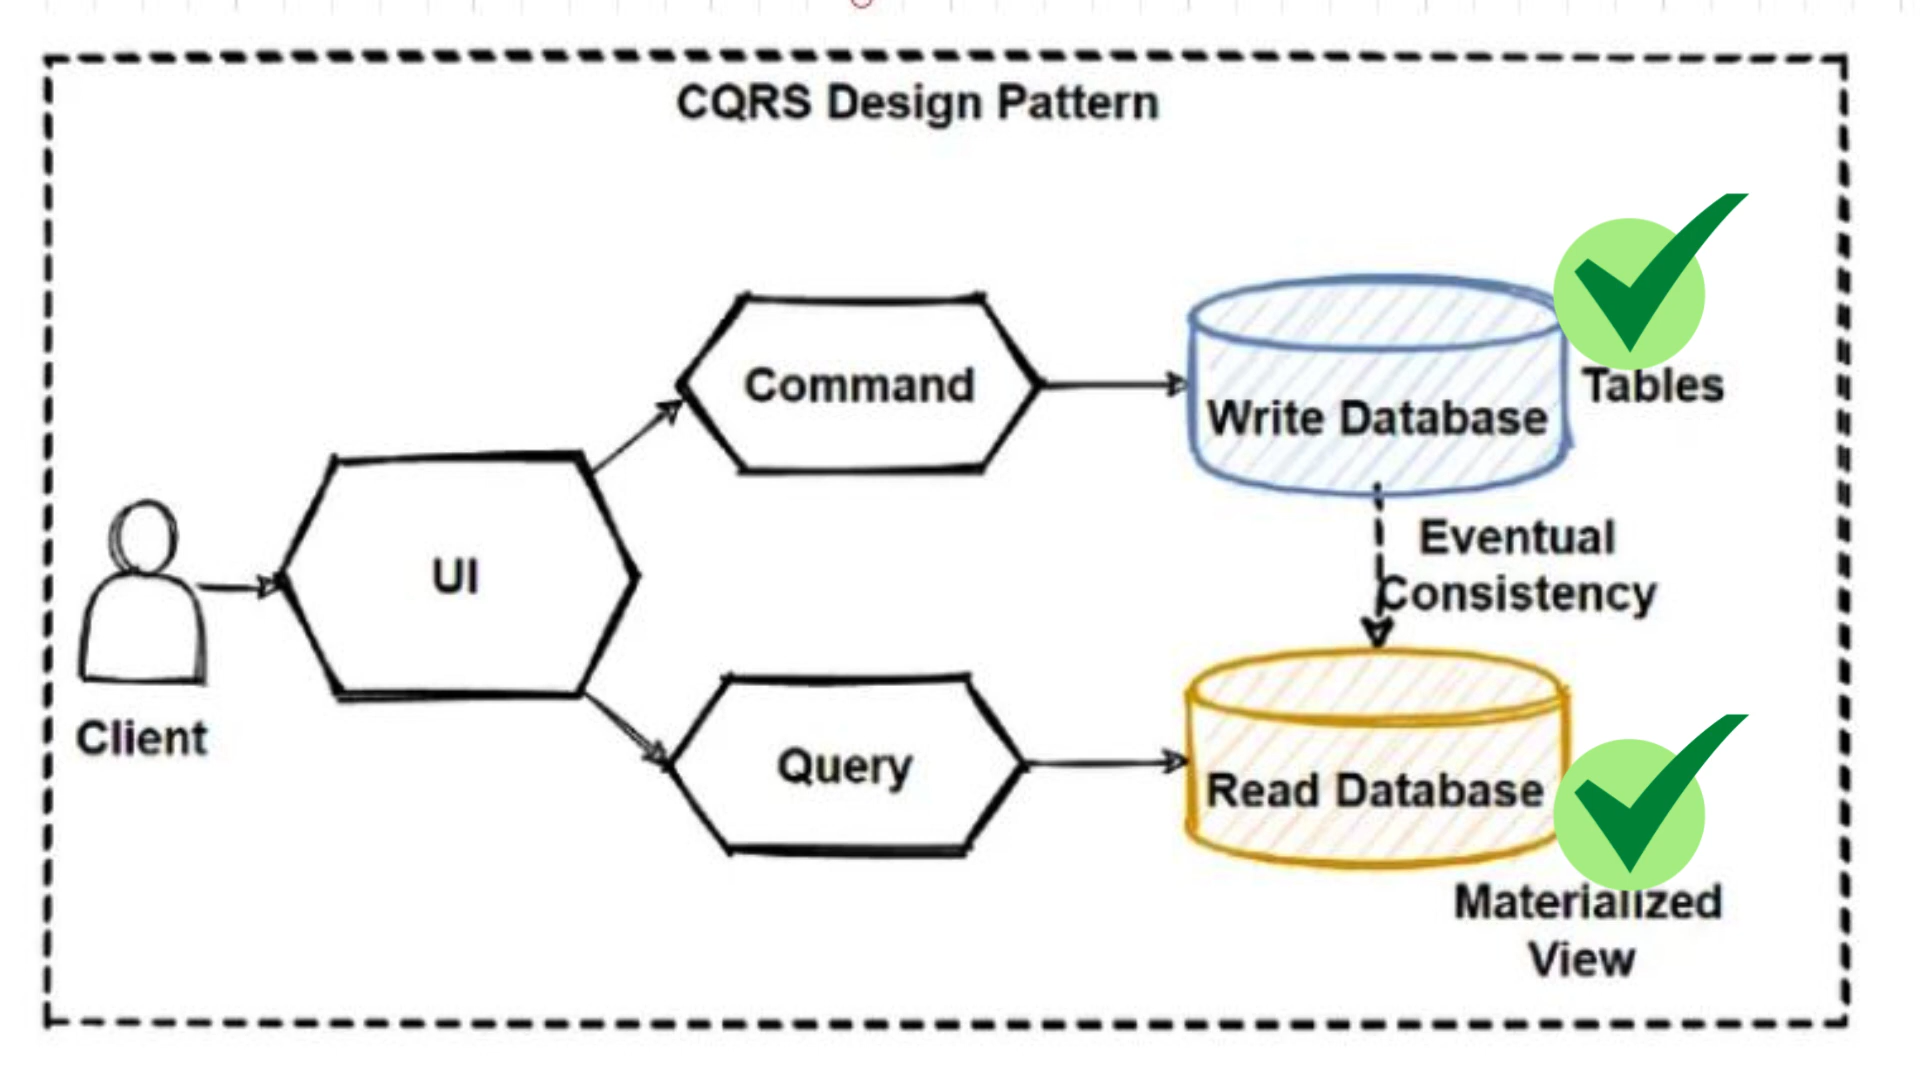 CQRS Design Pattern
Command
Write Database
Tables
Eventual
Consistency
UI
Client
Query
Read Database
Materialized
View